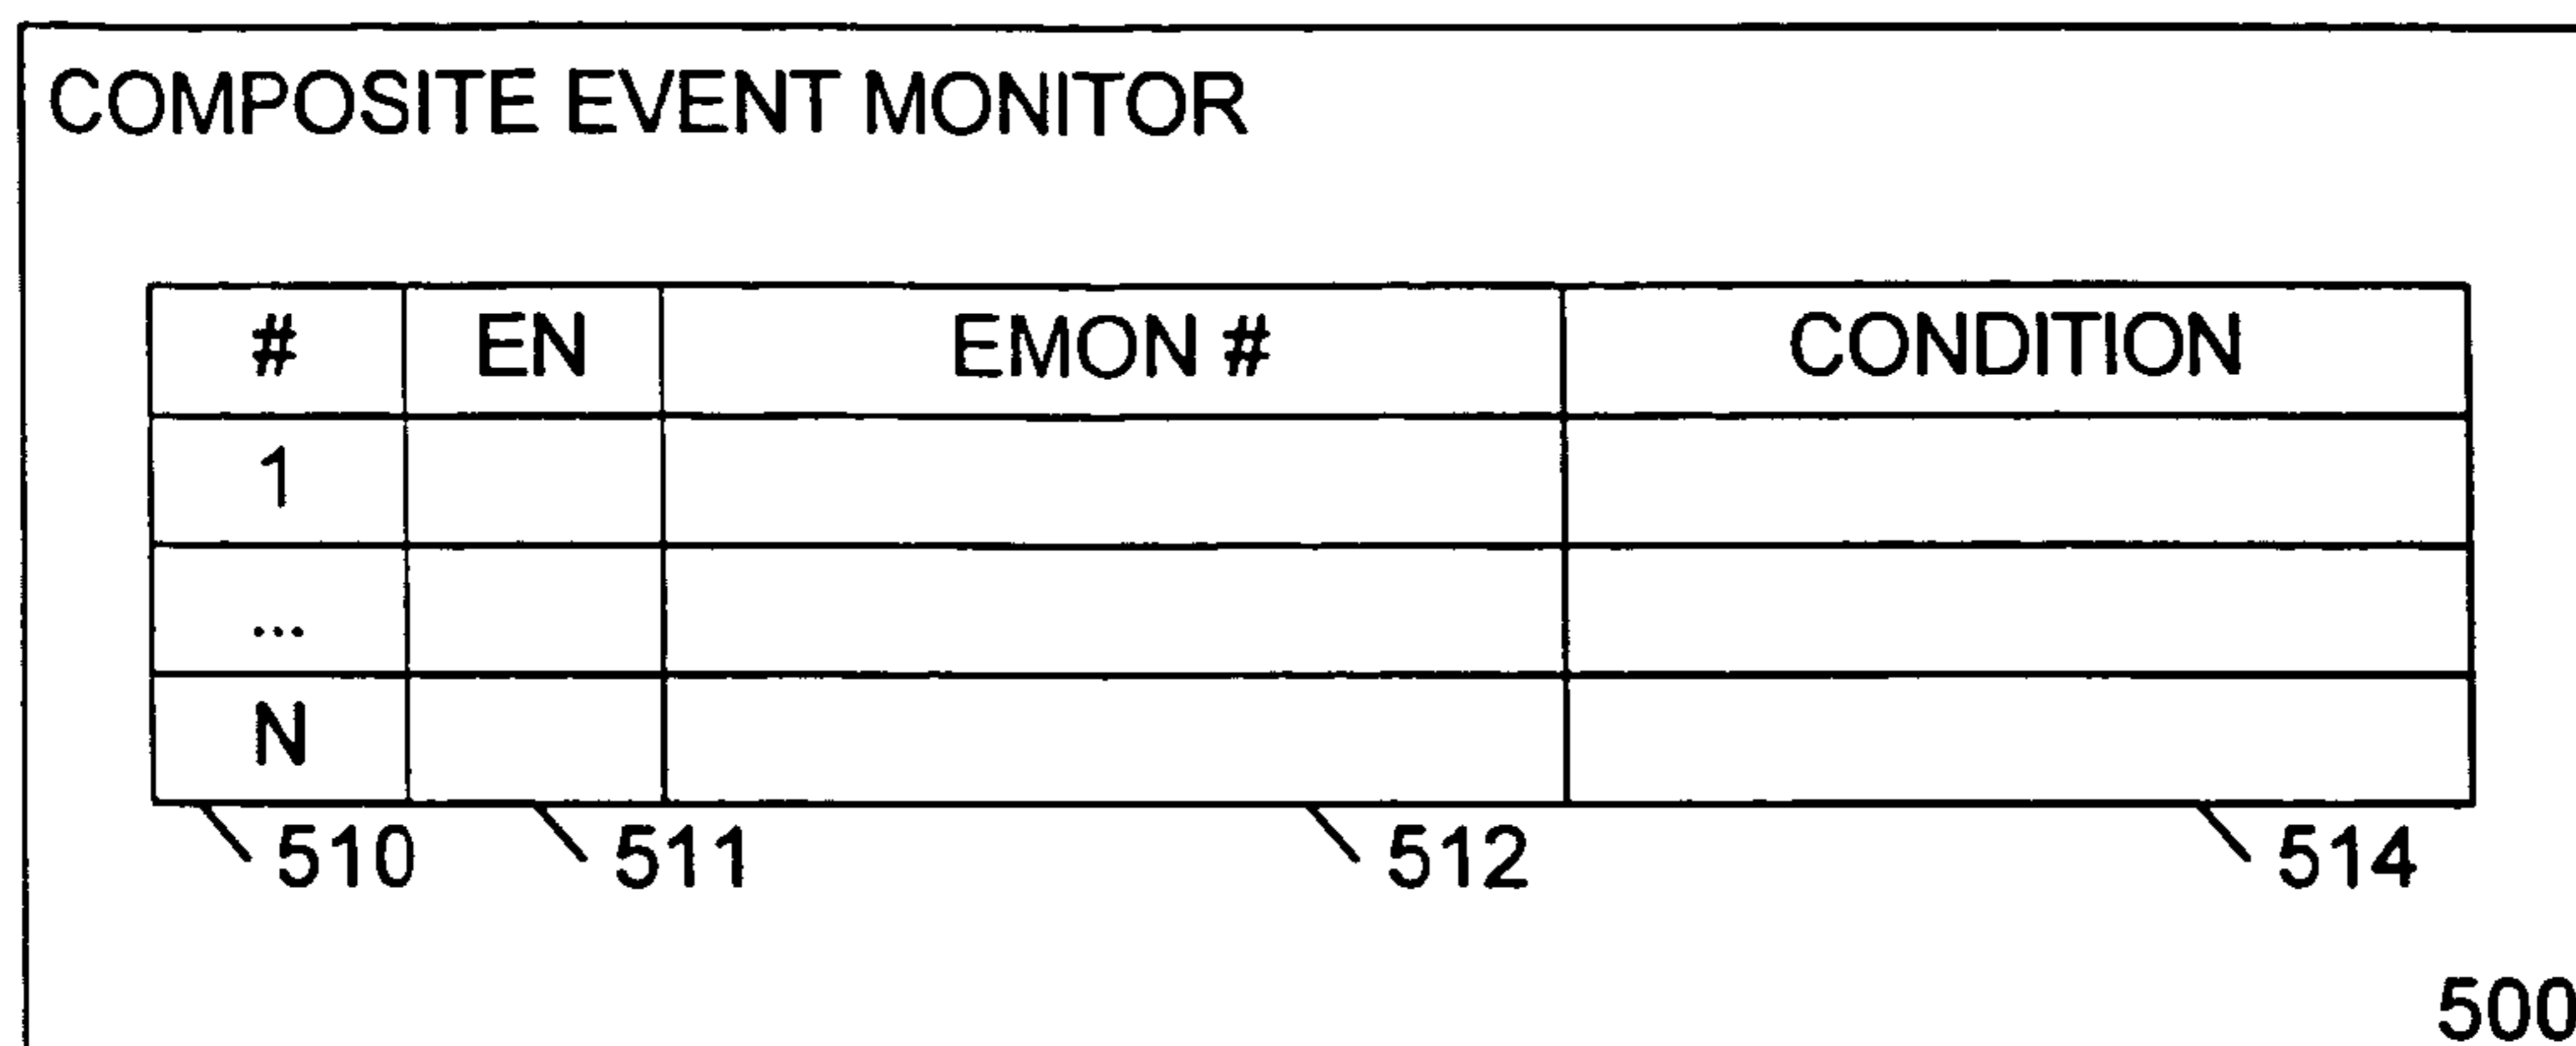 COMPOSITE EVENT MONITOR
# EN EMON # CONDITION
1
...
N
510 511 512 514
500